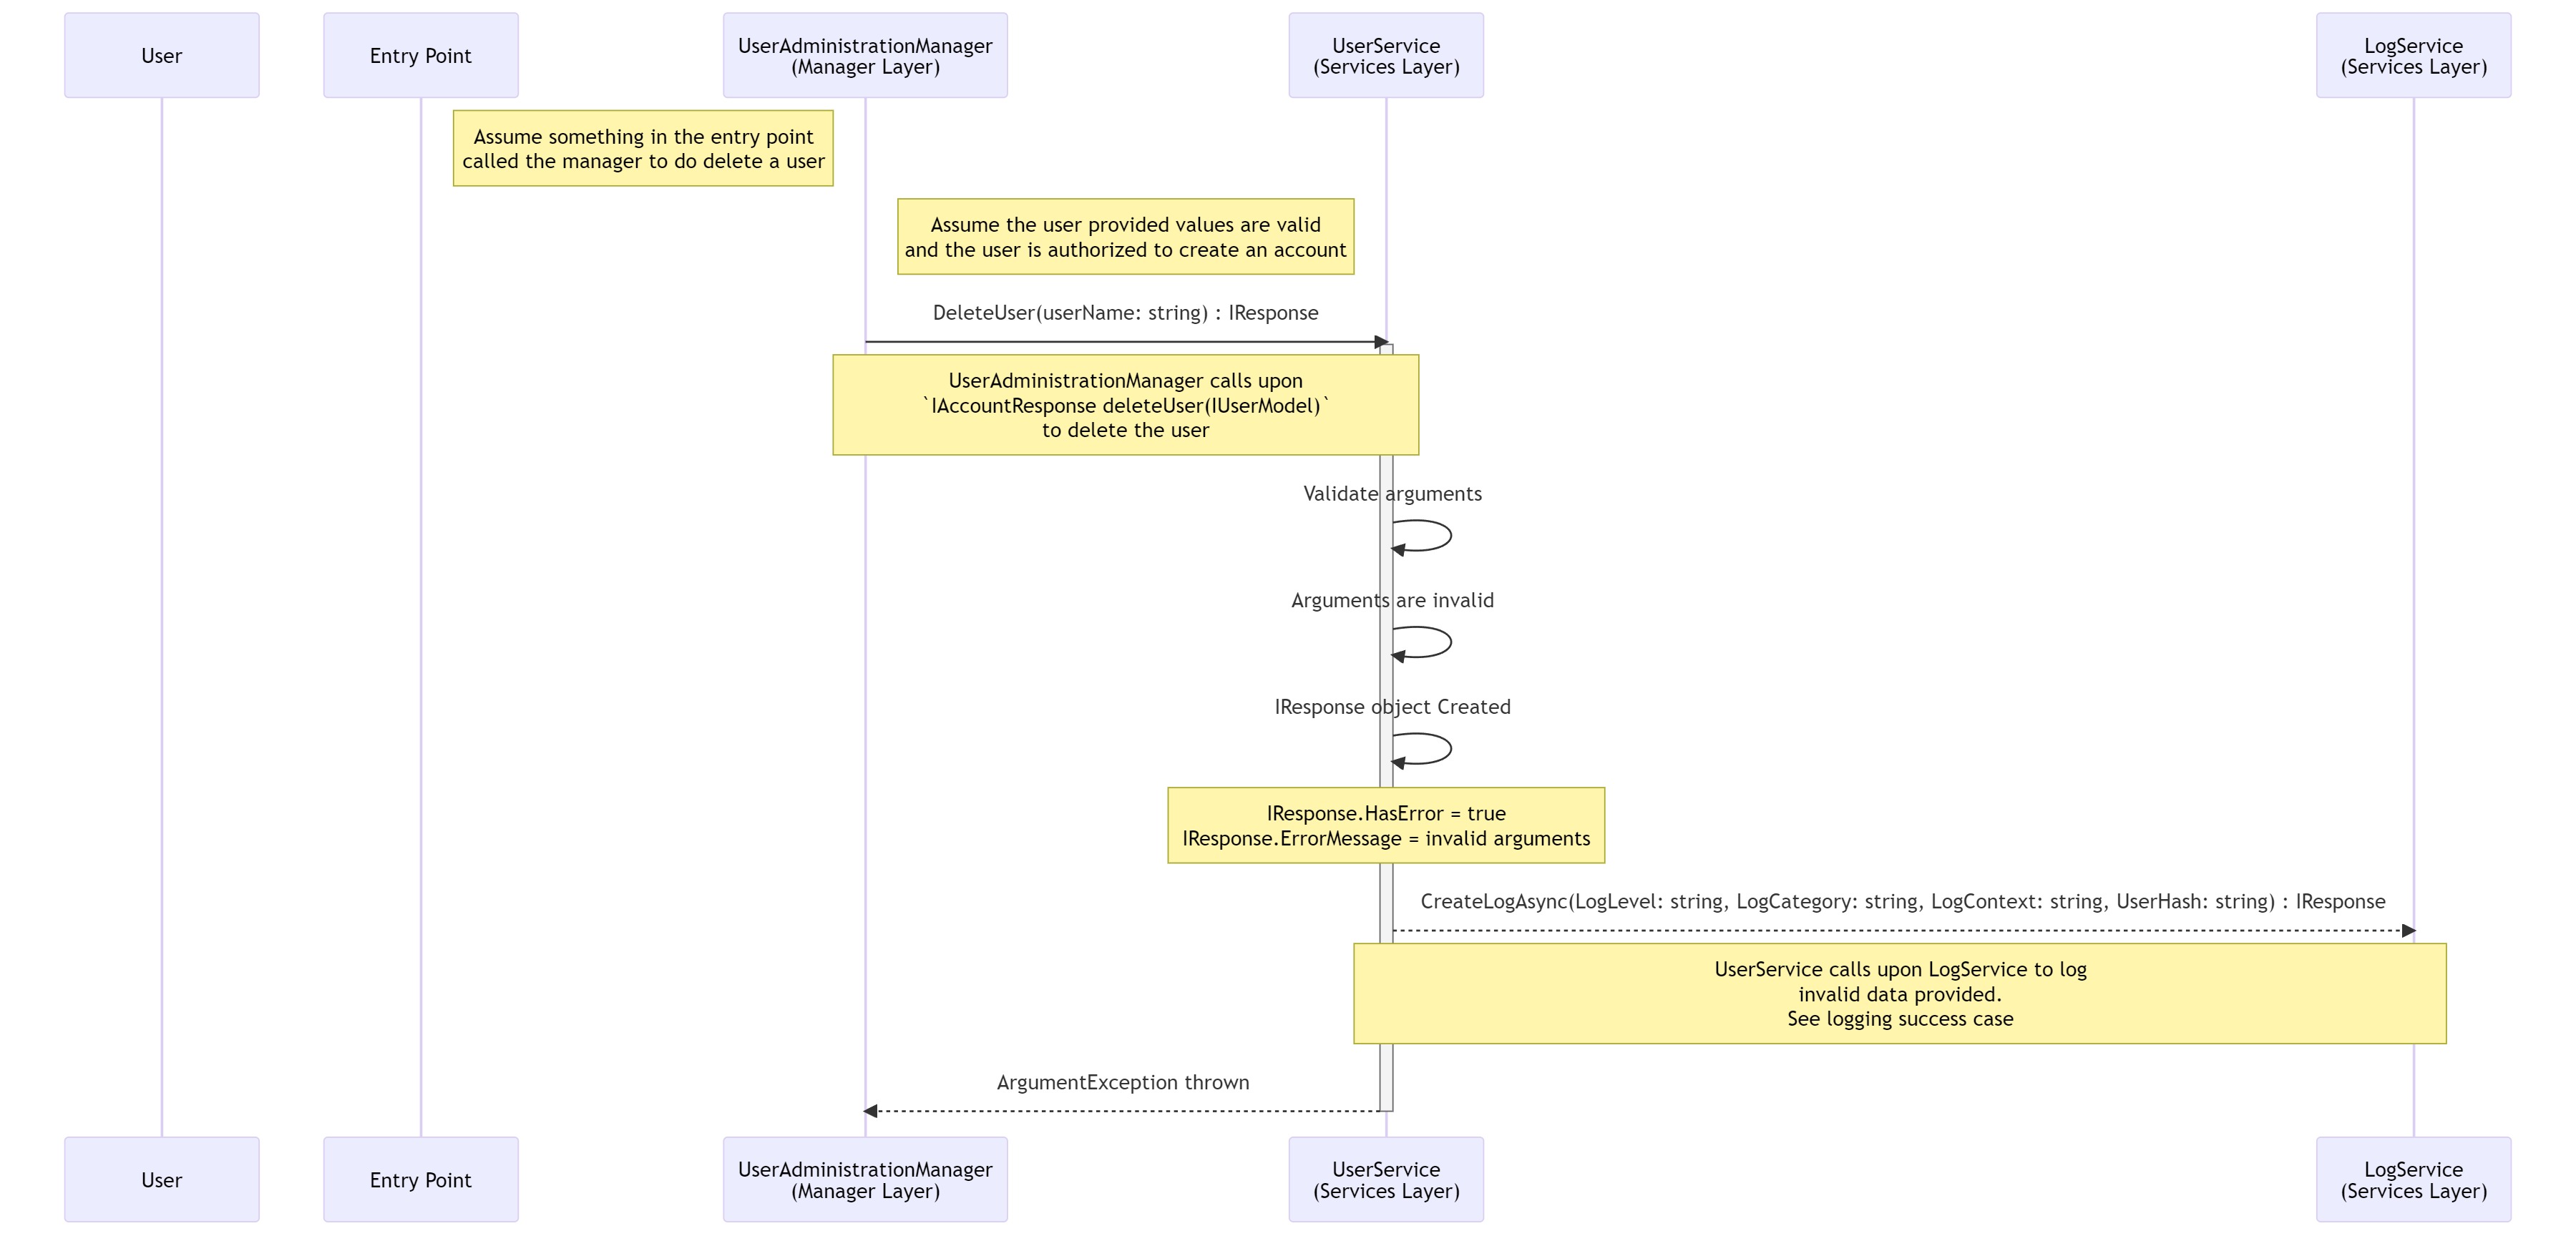 User
Entry Point
UserAdministrationManager
(Manager Layer)
UserService
(Services Layer)
LogService
(Services Layer)
Assume something in the entry point
called the manager to do delete a user
Assume the user provided values are valid
and the user is authorized to create an account
DeleteUser(userName: string) : IResponse
UserAdministrationManager calls upon
`IAccountResponse deleteUser(IUserModel)`
to delete the user
Validate arguments
Arguments are invalid
IResponse object Created
IResponse.HasError = true
IResponse.ErrorMessage = invalid arguments
CreateLogAsync(LogLevel: string, LogCategory: string, LogContext: string, UserHash: string) : IResponse
UserService calls upon LogService to log
invalid data provided.
See logging success case
ArgumentException thrown
User
Entry Point
UserAdministrationManager
(Manager Layer)
UserService
(Services Layer)
LogService
(Services Layer)